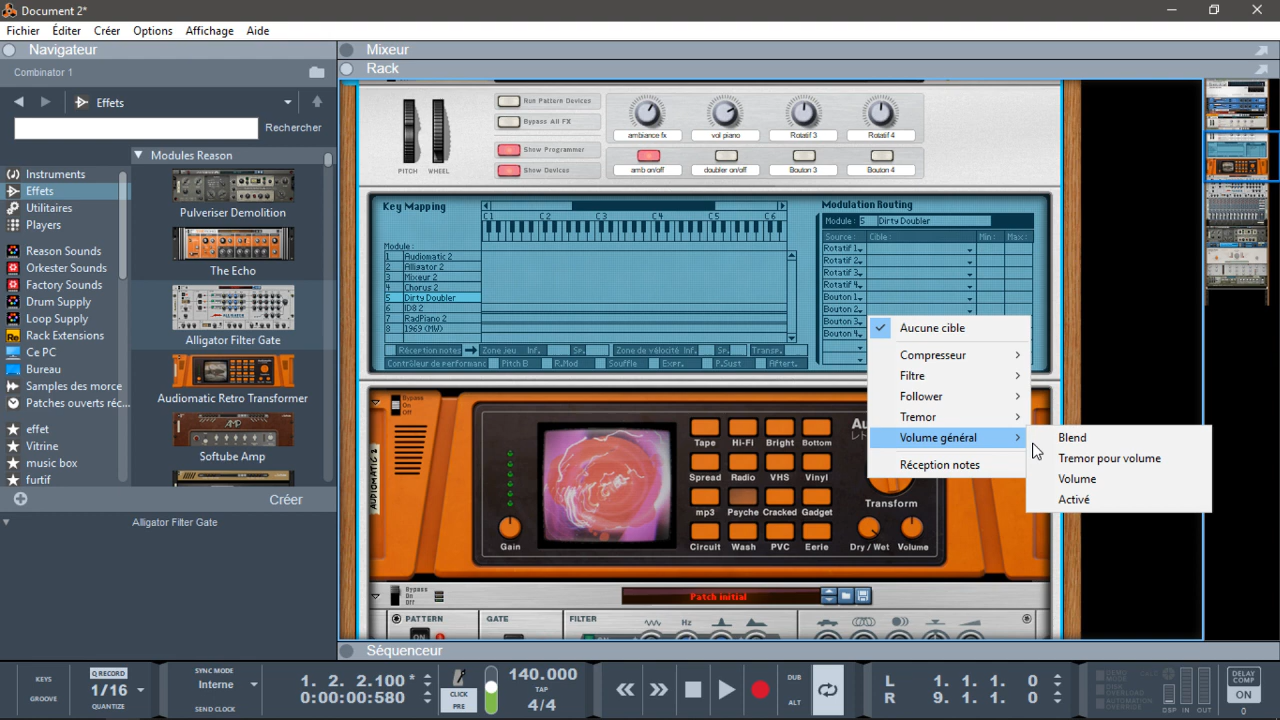 Document 2*
Fichier Éditer Créer Options Affichage Aide
Navigateur
Combinator 1
Effets
Rechercher
Instruments
Effets
Utilitaires
Players
Reason Sounds
Orkester Sounds
Factory Sounds
Drum Supply
Loop Supply
Rack Extensions
Ce PC
Bureau
Samples des morce
Patches ouverts réc...
effet
Vitrine
music box
furtif
Modules Reason
Pulveriser Demolition
The Echo
Alligator Filter Gate
Audiomatic Retro Transformer
Softube Amp
Créer
Alligator Filter Gate
Mixeur
Rack
PITCH WHEEL
Run Pattern Devices
Bypass All FX
Show Programmer
Show Devices
ambiance fx vol piano Rotatif 3 Rotatif 4
amb on/off doubler on/off Bouton 3 Bouton 4
Key Mapping
C1 C2 C3 C4 C5 C6
Module:
1 Audiomatic 2
2 Alligator 2
3 Mixeur 2
4 Chorus 2
5 Dirty Doubler
6 ID8 2
7 RadPiano 2
8 1969 (MW)
Réception notes Zone Jeu Inf. Sp. Zone de vélocité Inf. Sp. Transp.
Contrôleur de performanc Pitch B R.Mod Souffle Expr. P.Sust Aftert.
Modulation Routing
Module: 5 Dirty Doubler
Source: Cible: Min: Max:
Rotatif 1
Rotatif 2
Rotatif 3
Rotatif 4
Bouton 1
Bouton 2
Bouton 3
Bouton 4
Aucune cible
Compresseur
Filtre
Follower
Tremor
Volume général
Réception notes
Blend
Tremor pour volume
Volume
Activé
Bypass
On
Off
AUDIOMATIC 2
Gain
Tape Hi-Fi Bright Bottom
Spread Radio VHS Vinyl
mp3 Psyche Cracked Gadget
Circuit Wash PVC Eerie
Transform
Dry / Wet Volume
Bypass
On
Off
Patch initial
PATTERN GATE FILTER
ON
Hz
Séquenceur
KEYS
GROOVE
Q RECORD
1/16
QUANTIZE
SYNC MODE
Interne
SEND CLOCK
1. 2. 2.100 *
0:00:00:580
CLICK
PRE
140.000
TAP
4/4
DUB
ALT
L 1. 1. 1. 0
R 9. 1. 1. 0
DSP IN OUT
DELAY
COMP
ON
0